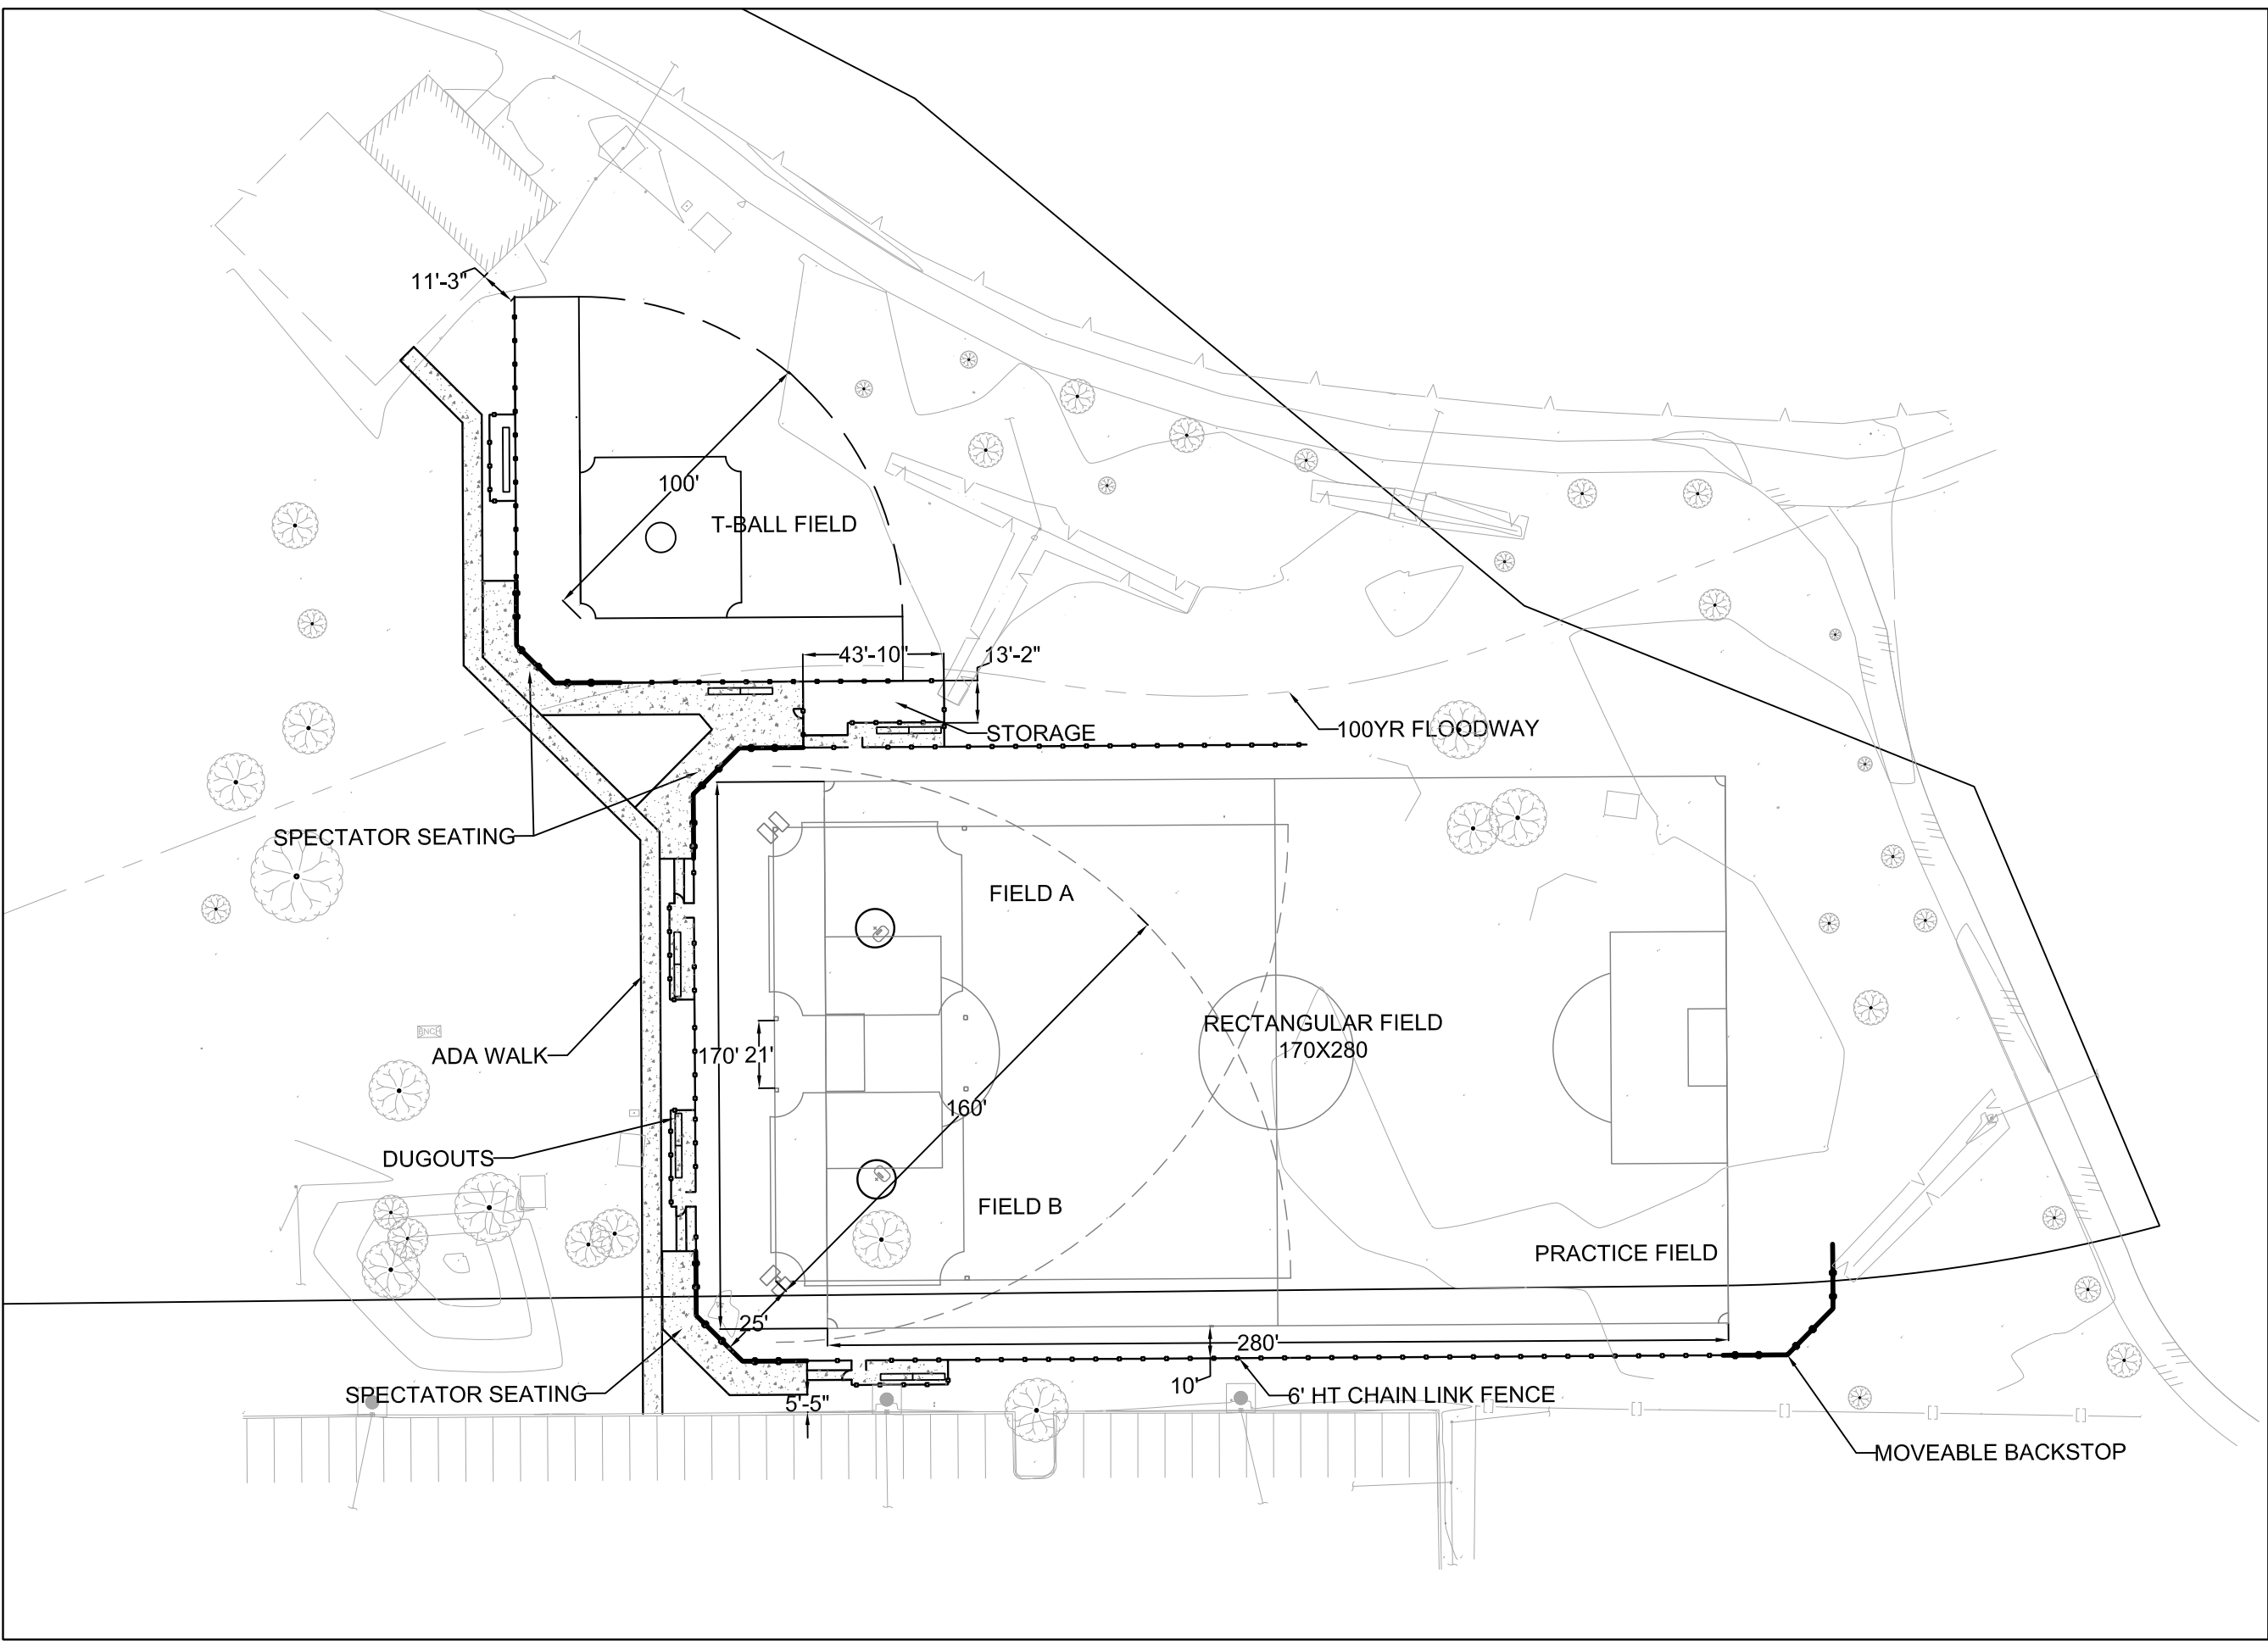 11'-3"
100'
T-BALL FIELD
43'-10"
13'-2"
STORAGE
100YR FLOODWAY
SPECTATOR SEATING
FIELD A
RECTANGULAR FIELD
170X280
BNCH
ADA WALK
170'
21'
160'
DUGOUTS
FIELD B
PRACTICE FIELD
25'
280'
10'
SPECTATOR SEATING
5'-5"
6' HT CHAIN LINK FENCE
MOVEABLE BACKSTOP